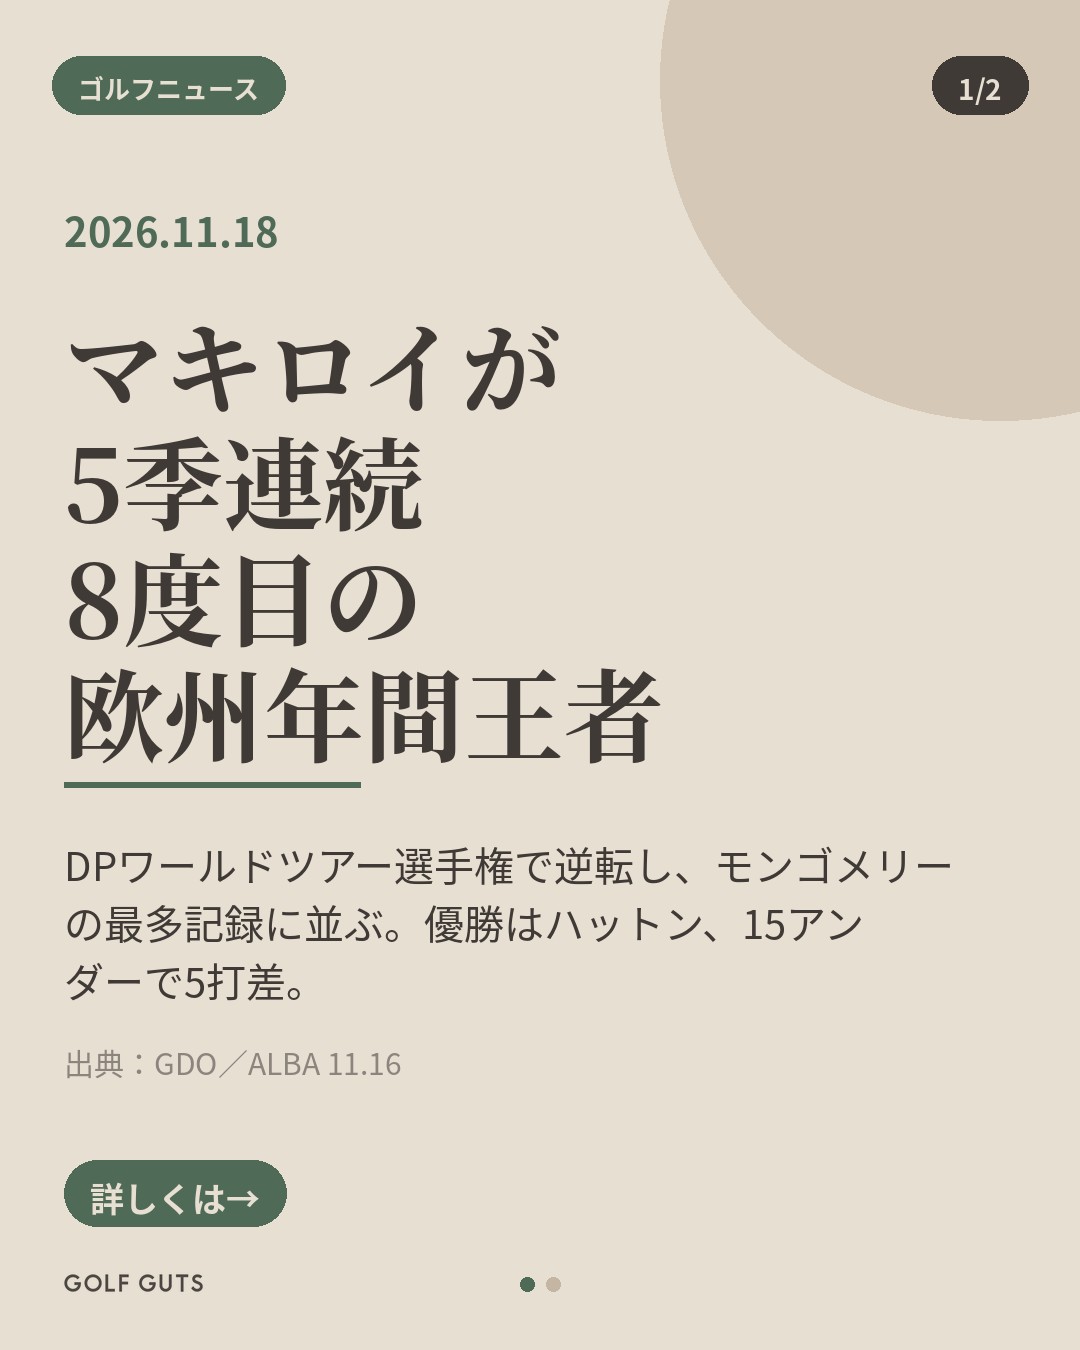 ゴルフニュース
1/2
2026.11.18
マキロイが
5季連続
8度目の
欧州年間王者
DPワールドツアー選手権で逆転し、モンゴメリー
の最多記録に並ぶ。優勝はハットン、15アン
ダーで5打差。
出典：GDO／ALBA 11.16
詳しくは→
GOLF GUTS